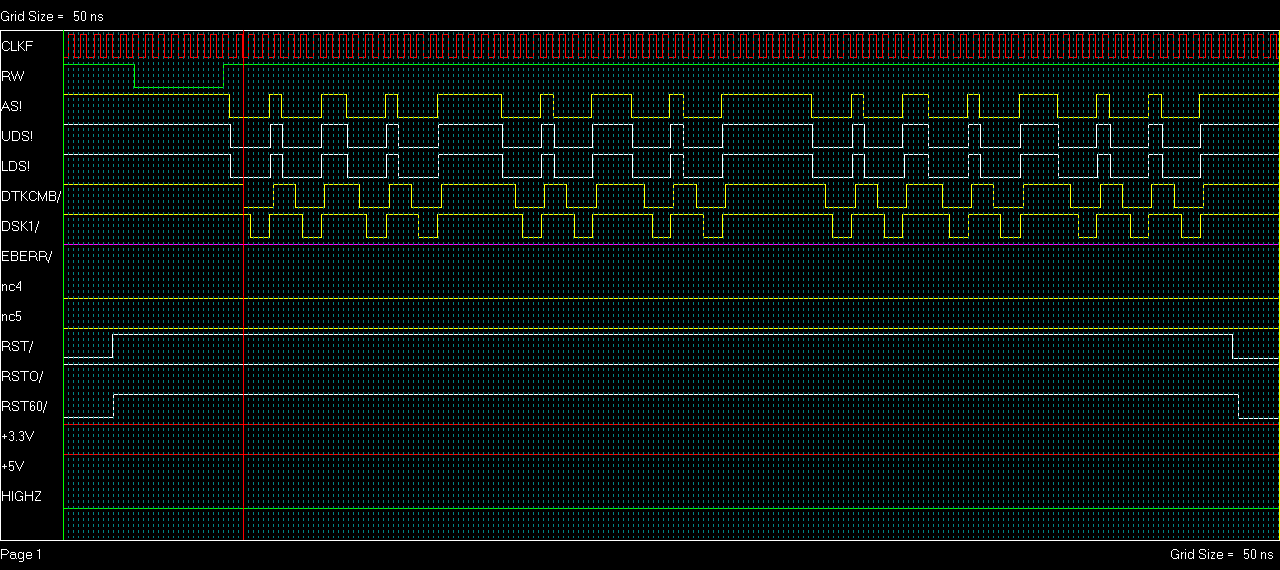 Grid Size = 50 ns
CLKF
RW
AS!
UDS!
LDS!
DTKCMB/
DSK1/
EBERR/
nc4
nc5
RST/
RSTO/
RST60/
+3.3V
+5V
HIGHZ
Page 1
Grid Size = 50 ns